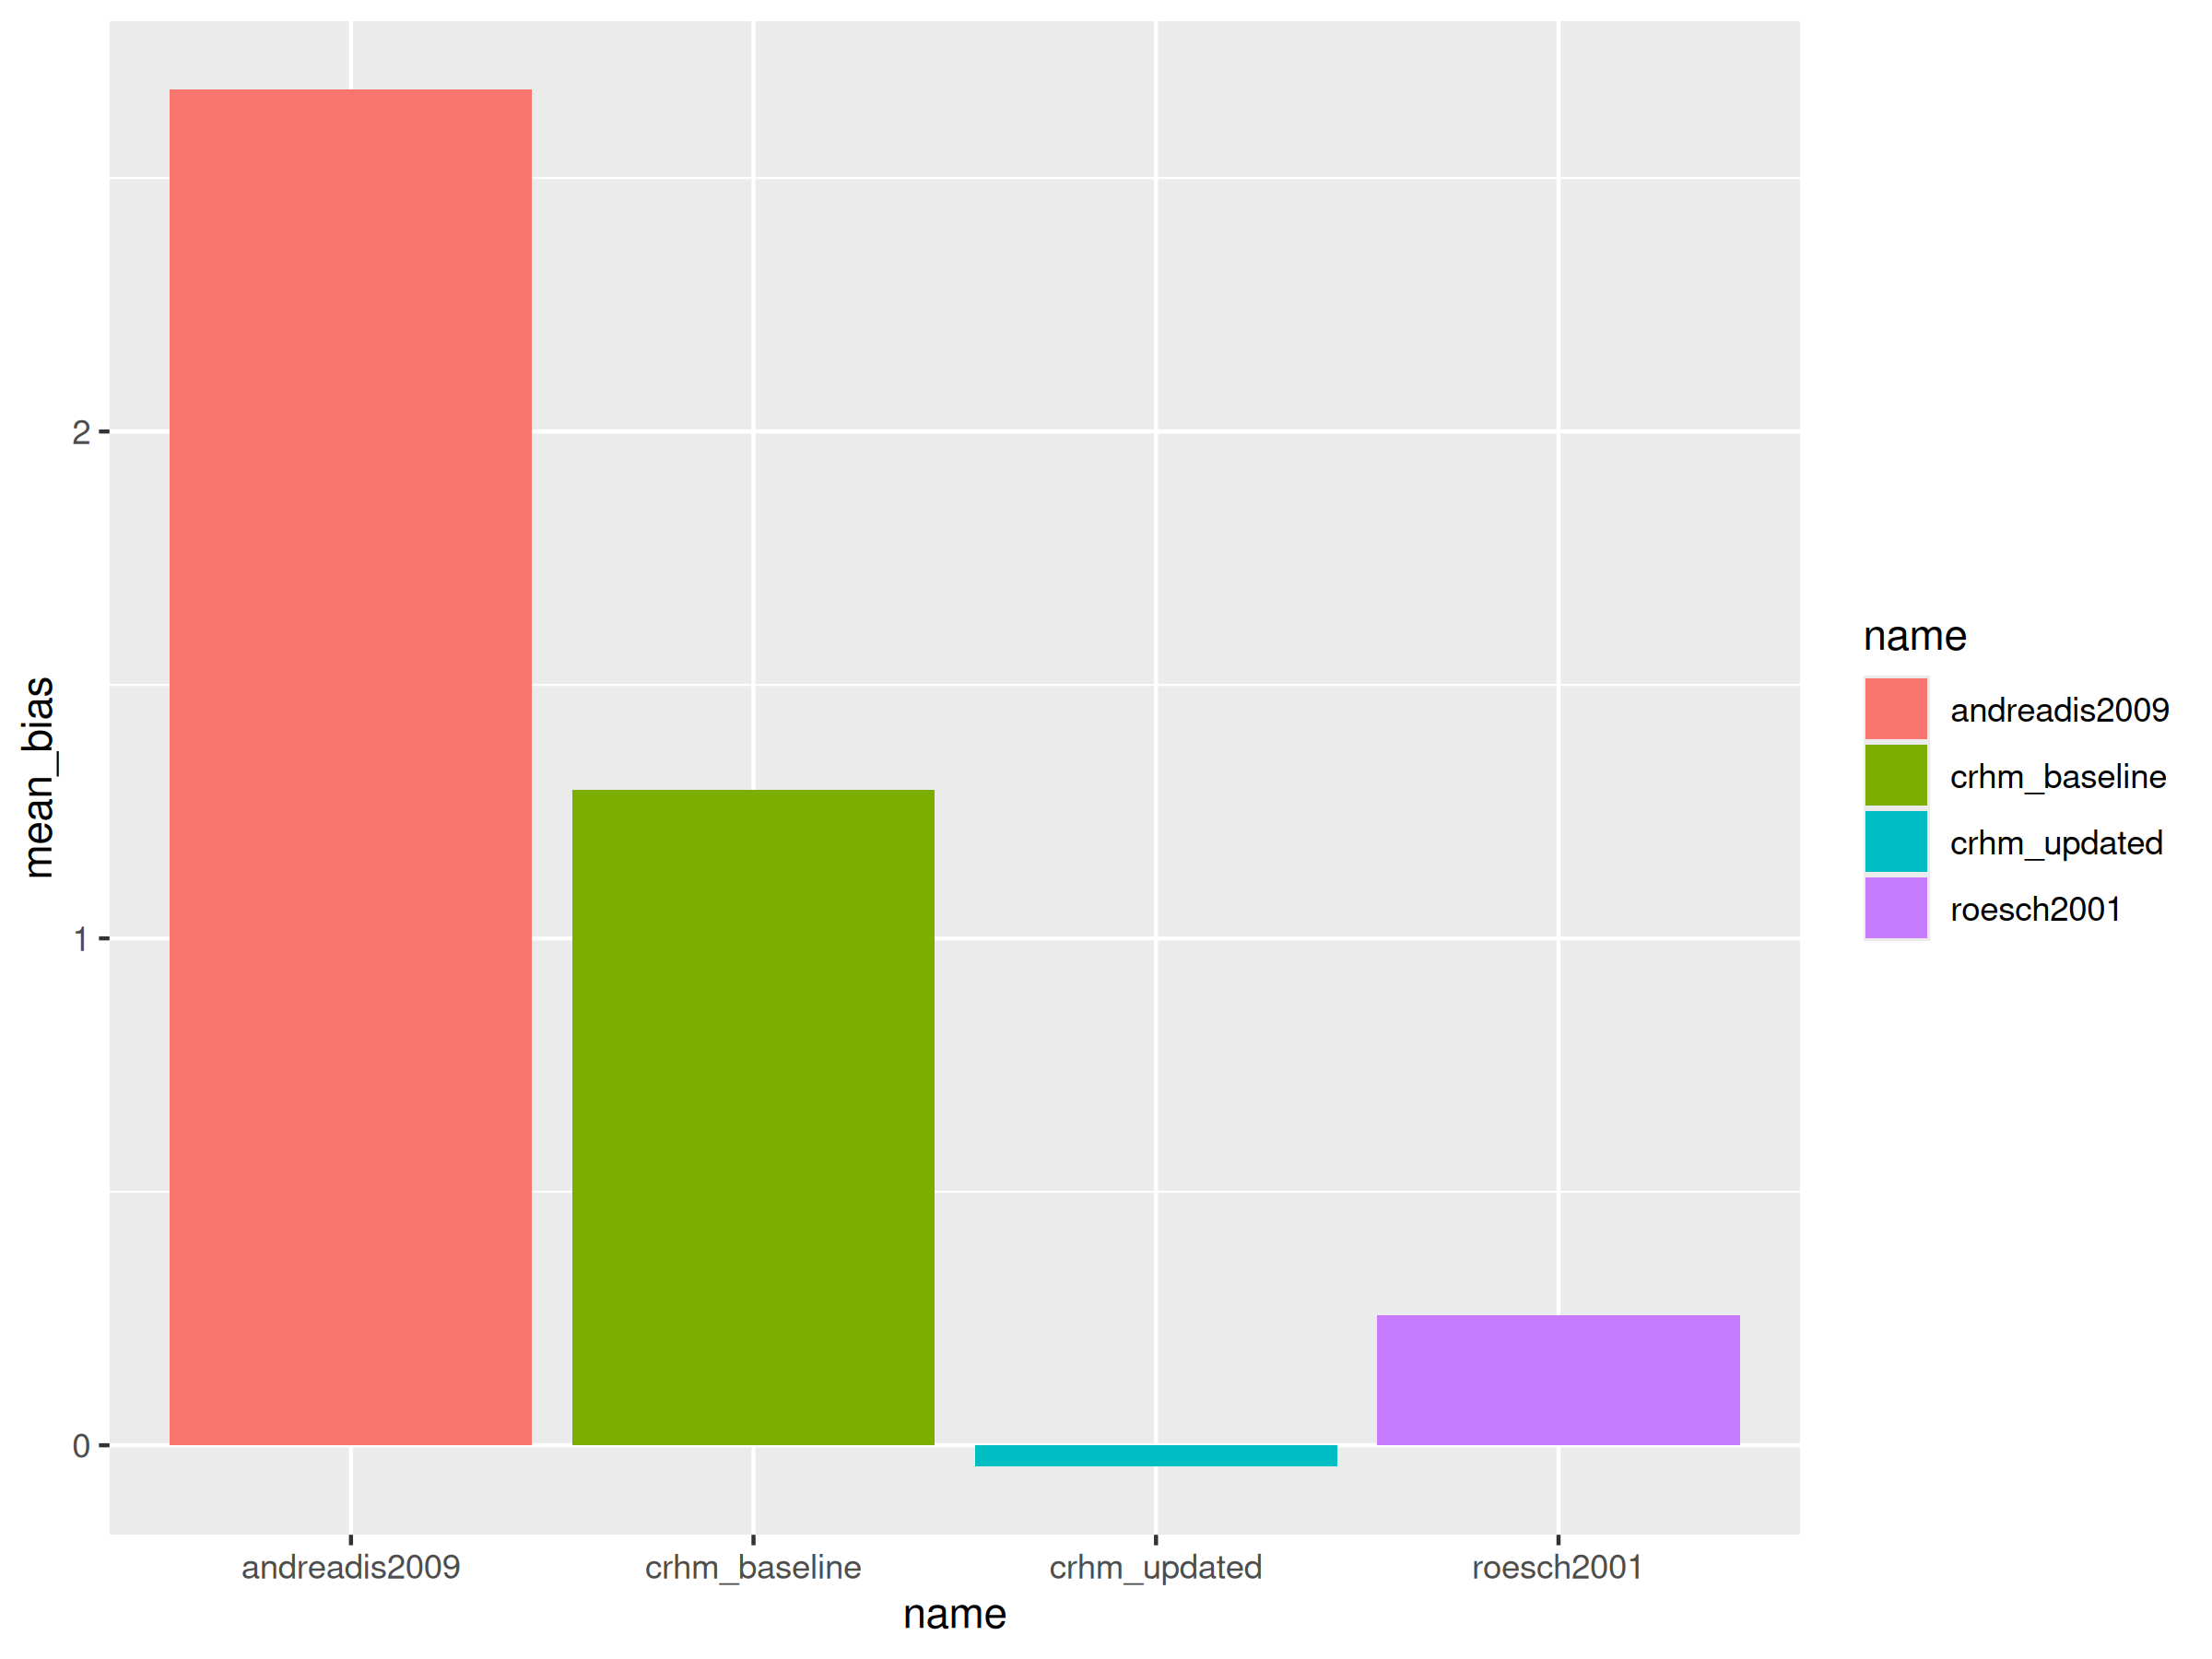 mean_bias
2
1
0
andreadis2009
crhm_baseline
crhm_updated
roesch2001
name
name
andreadis2009
crhm_baseline
crhm_updated
roesch2001